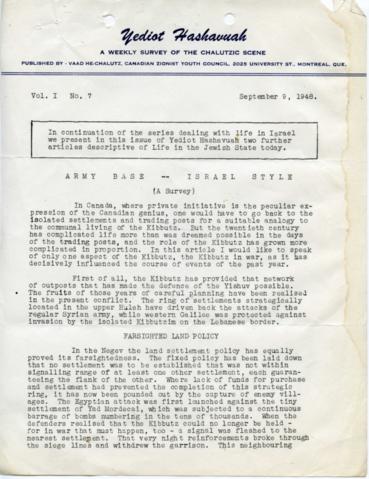 Yediot Hashavuah
A WEEKLY SURVEY OF THE CHALUTZIC SCENE
PUBLISHED BY - VAAD HE-CHALUTZ, CANADIAN ZIONIST YOUTH COUNCIL, 2025 UNIVERSITY ST., MONTREAL, QUE.
Vol. I No. 7 September 9, 1948.
In continuation of the series dealing with life in Israel
we present in this issue of Yediot Hashavuah two further
articles descriptive of Life in the Jewish State today.
ARMY BASE -- ISRAEL STYLE
(A Survey)
In Canada, where private initiative is the peculiar ex-
pression of the Canadian genius, one would have to go back to the
isolated settlements and trading posts for a suitable analogy to
the communal living of the Kibbutz. But the twentieth century
has complicated life more than was dreamed possible in the days
of the trading posts, and the role of the Kibbutz has grown more
complicated in proportion. In this article I would like to speak
of only one aspect of the Kibbutz, the Kibbutz in war, as it has
decisively influenced the course of events of the past year.
First of all, the Kibbutz has provided that network
of outposts that has made the defence of the Yishuv possible.
The fruits of those years of careful planning have been realised
in the present conflict. The ring of settlements strategically
located in the upper Huleh have driven back the attacks of the
regular Syrian army, while western Galilee was protected against
invasion by the isolated Kibbutzim on the Lebanese border.
FARSIGHTED LAND POLICY
In the Negev the land settlement policy has equally
proved its farsightedness. The fixed policy has been laid down
that no settlement was to be established that was not within
signalling range of at least one other settlement, each guaran-
teeing the flank of the other. Where lack of funds for purchase
and settlement had prevented the completion of this strategic
ring, it has now been pounded out by the capture of enemy vill-
ages. The Egyptian attack was first launched against the tiny
settlement of Yad Mordecai, which was subjected to a continuous
barrage of bombs numbering in the tens of thousands. When the
defenders realised that the Kibbutz could no longer be held -
for in war that must happen, too - a signal was flashed to the
nearest settlement. That very night reinforcements broke through
the siege lines and withdrew the garrison. This neighbouring